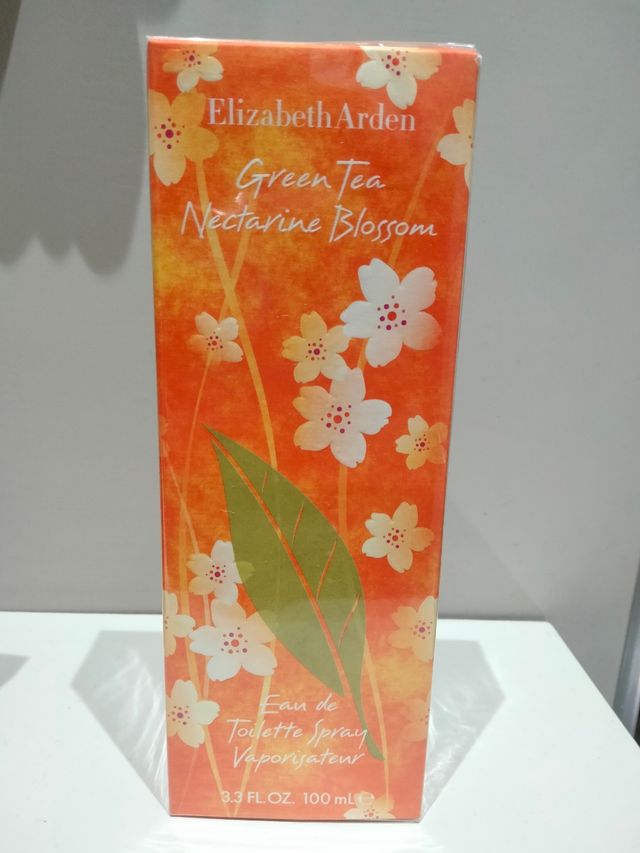 Elizabeth Arden
Green Tea
Nectarine Blossom
Eau de
Toilette Spray
Vaporisateur
3.3 FL.OZ. 100 mL ℮